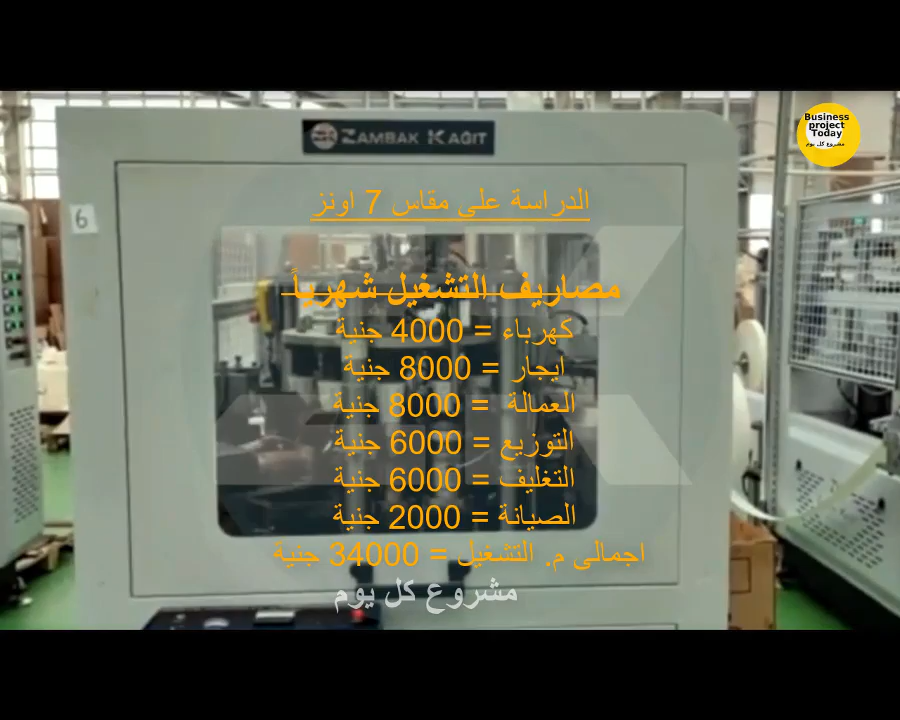 ZAMBAK KAĞIT
Business
project
Today
مشروع كل يوم
6
الدراسة على مقاس 7 اونز
مصاريف التشغيل شهرياً
كهرباء = 4000 جنية
ايجار = 8000 جنية
العمالة = 8000 جنية
التوزيع = 6000 جنية
التغليف = 6000 جنية
الصيانة = 2000 جنية
اجمالى م. التشغيل = 34000 جنية
مشروع كل يوم